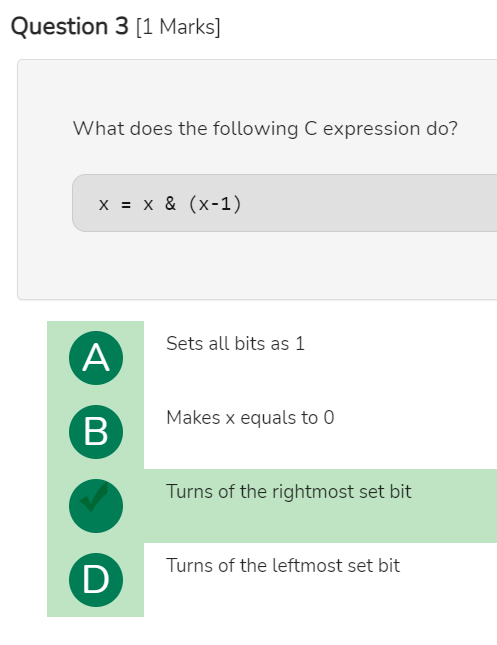 Question 3 [1 Marks]
What does the following C expression do?
x = x & (x-1)
A Sets all bits as 1
B Makes x equals to 0
Turns of the rightmost set bit
D Turns of the leftmost set bit